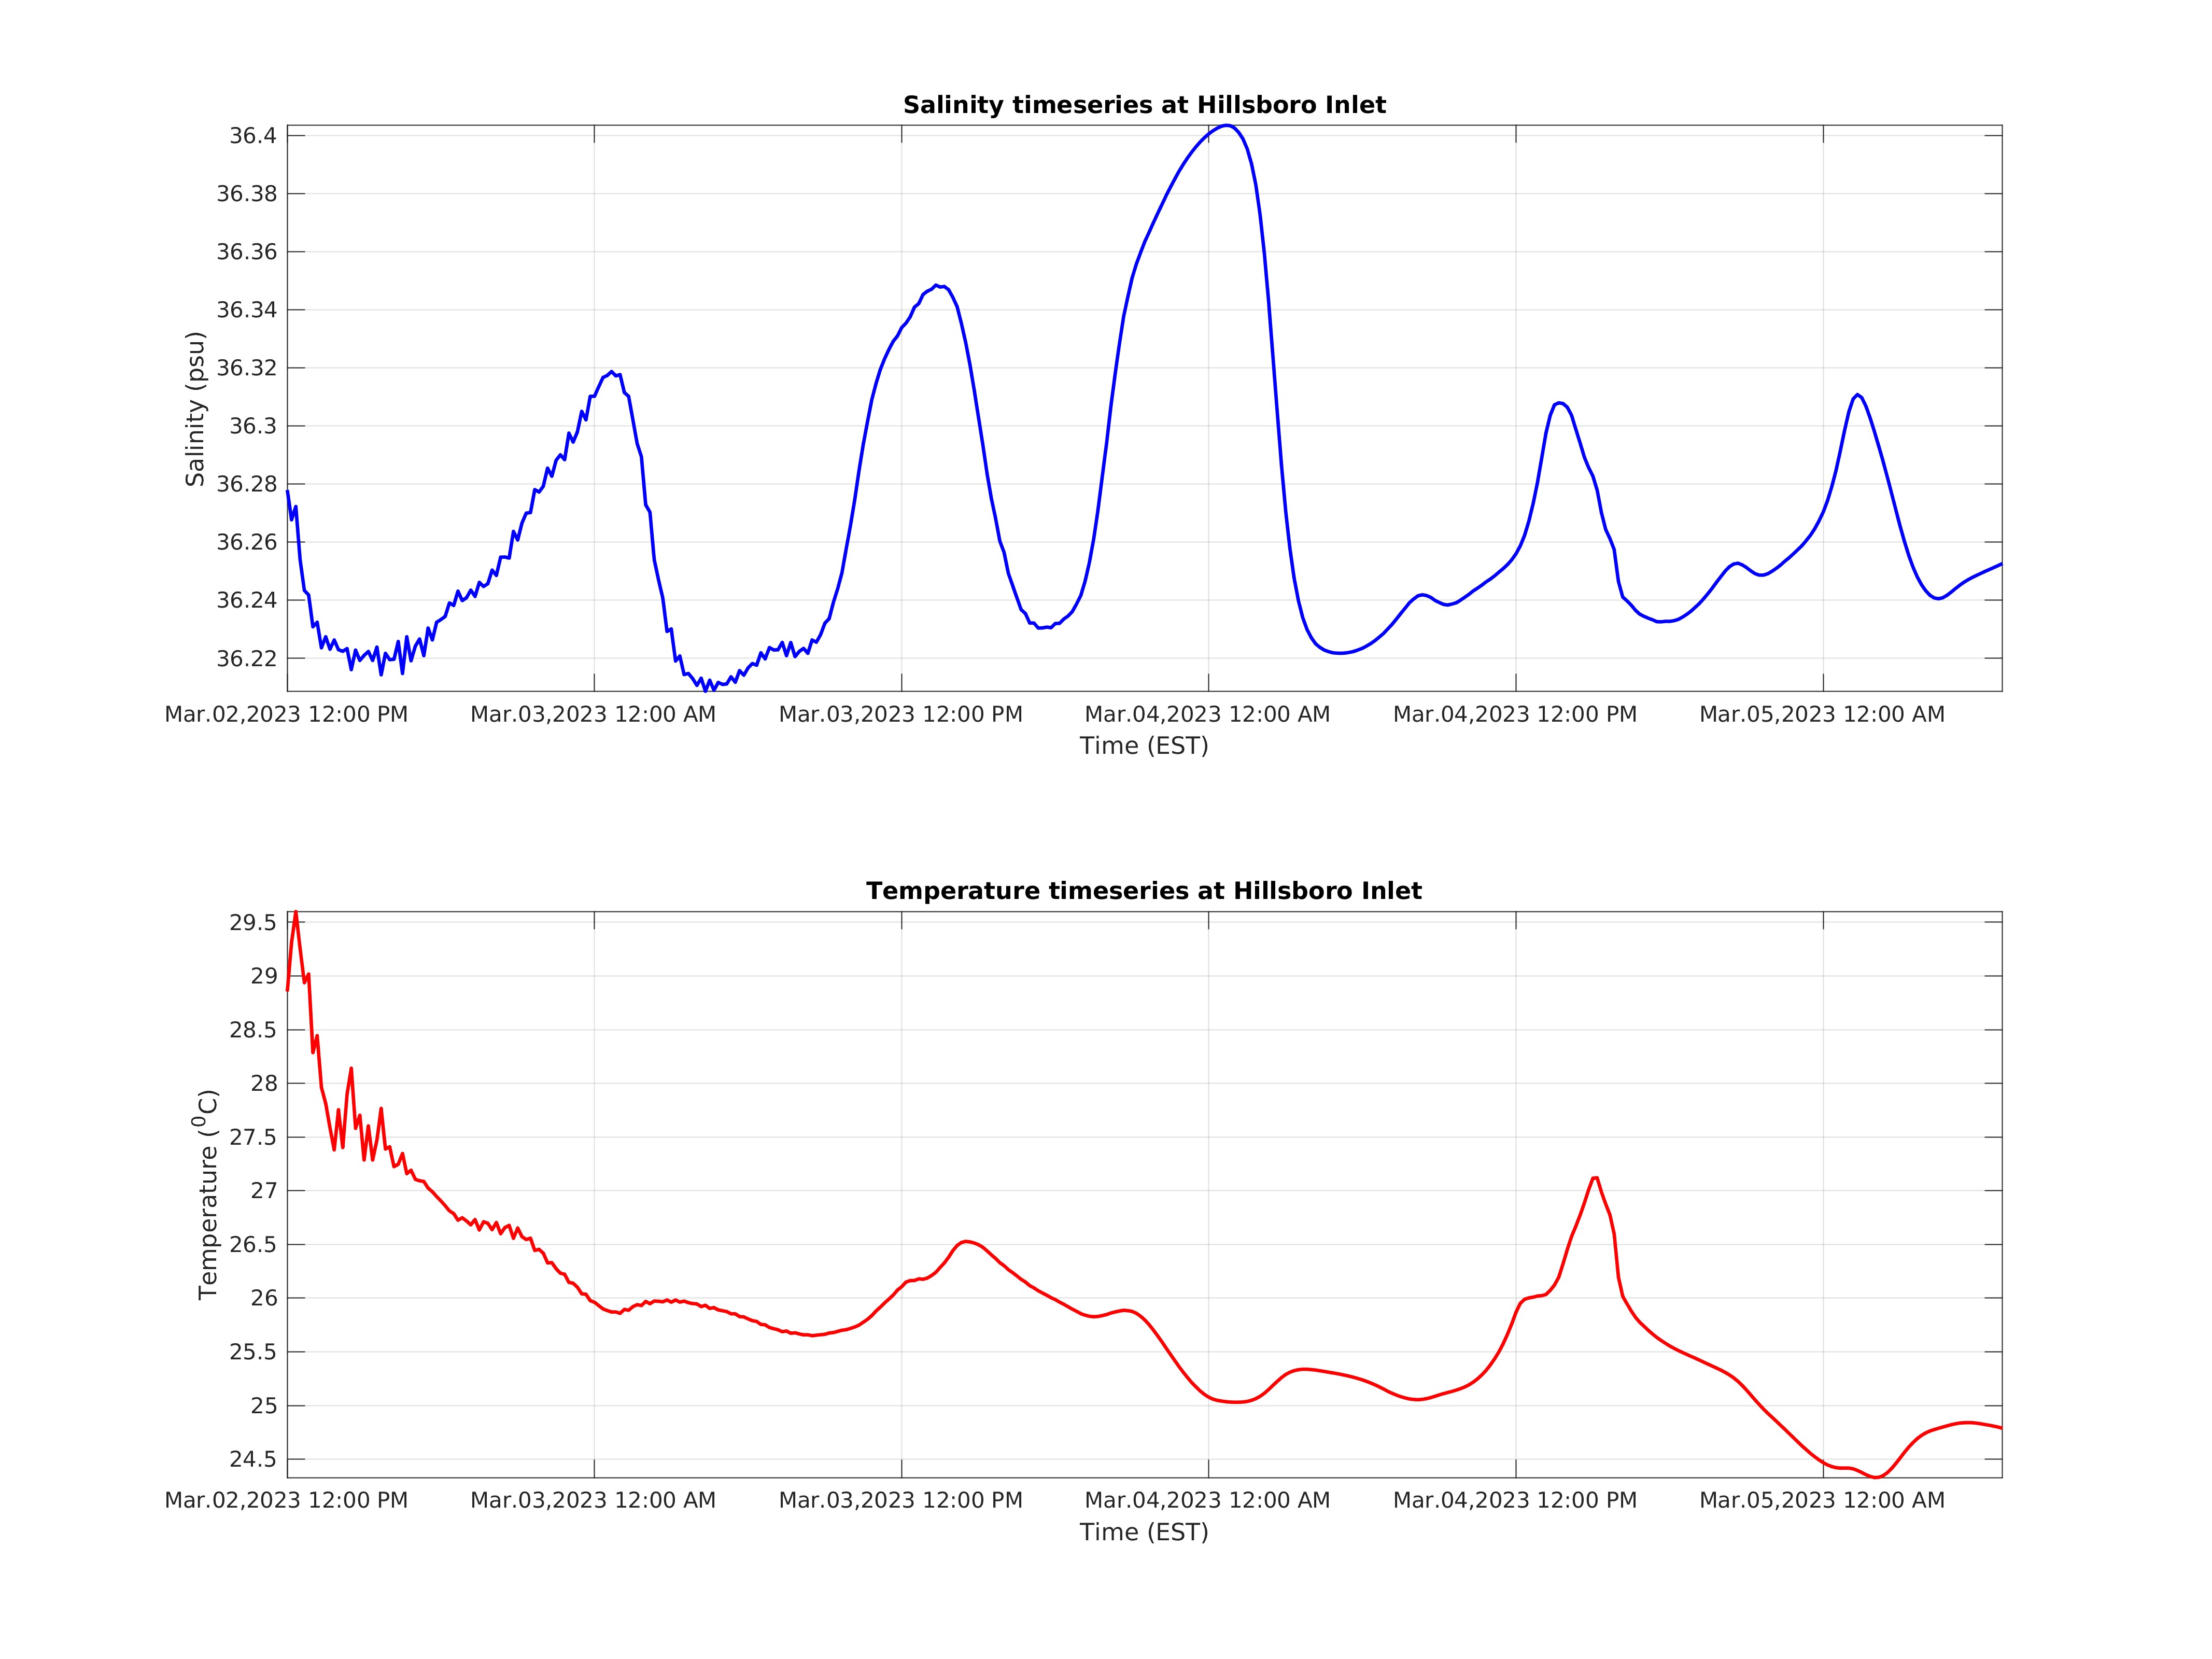 Salinity timeseries at Hillsboro Inlet
36.4
36.38
36.36
36.34
36.32
36.3
36.28
36.26
36.24
36.22
Salinity (psu)
Mar.02,2023 12:00 PM Mar.03,2023 12:00 AM Mar.03,2023 12:00 PM Mar.04,2023 12:00 AM Mar.04,2023 12:00 PM Mar.05,2023 12:00 AM
Time (EST)
Temperature timeseries at Hillsboro Inlet
29.5
29
28.5
28
27.5
27
26.5
26
25.5
25
24.5
Temperature (⁰C)
Mar.02,2023 12:00 PM Mar.03,2023 12:00 AM Mar.03,2023 12:00 PM Mar.04,2023 12:00 AM Mar.04,2023 12:00 PM Mar.05,2023 12:00 AM
Time (EST)